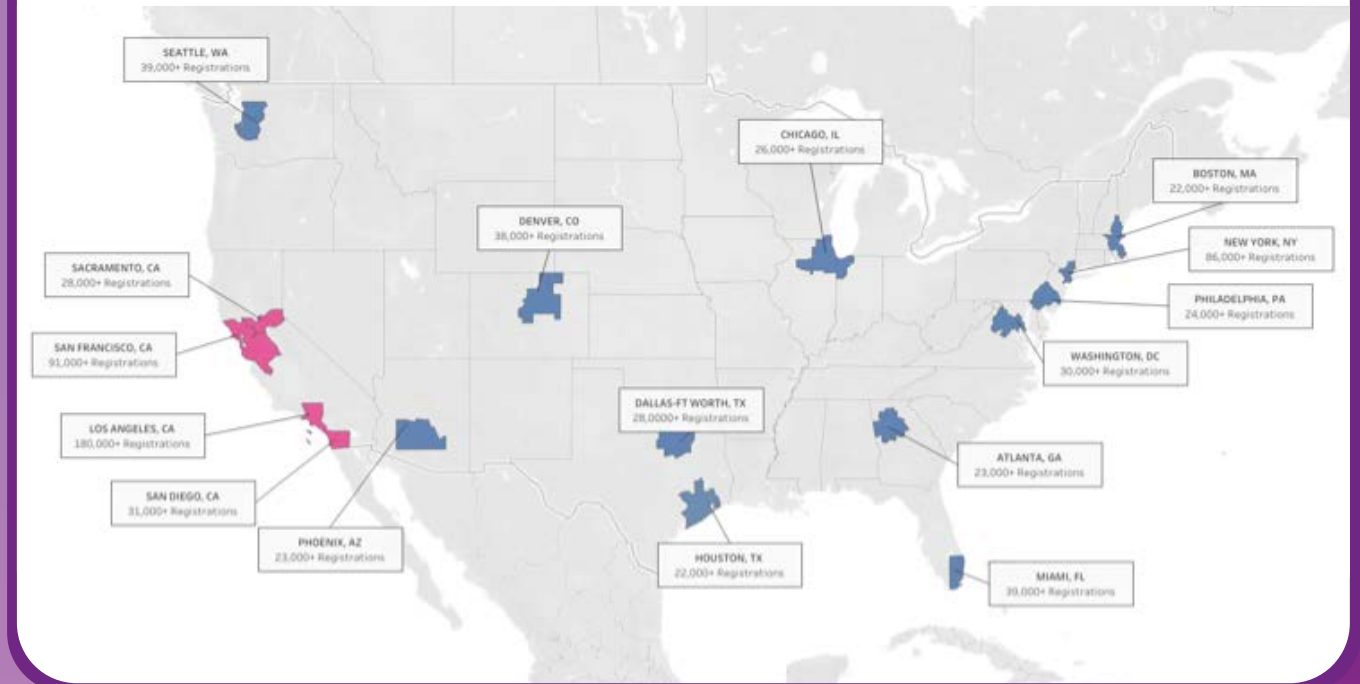 SEATTLE, WA
39,000+ Registrations
CHICAGO, IL
26,000+ Registrations
BOSTON, MA
22,000+ Registrations
DENVER, CO
38,000+ Registrations
NEW YORK, NY
86,000+ Registrations
SACRAMENTO, CA
28,000+ Registrations
PHILADELPHIA, PA
24,000+ Registrations
SAN FRANCISCO, CA
91,000+ Registrations
WASHINGTON, DC
30,000+ Registrations
DALLAS-FT WORTH, TX
28,0000+ Registrations
LOS ANGELES, CA
180,000+ Registrations
ATLANTA, GA
23,000+ Registrations
SAN DIEGO, CA
31,000+ Registrations
PHOENIX, AZ
23,000+ Registrations
HOUSTON, TX
22,000+ Registrations
MIAMI, FL
39,000+ Registrations